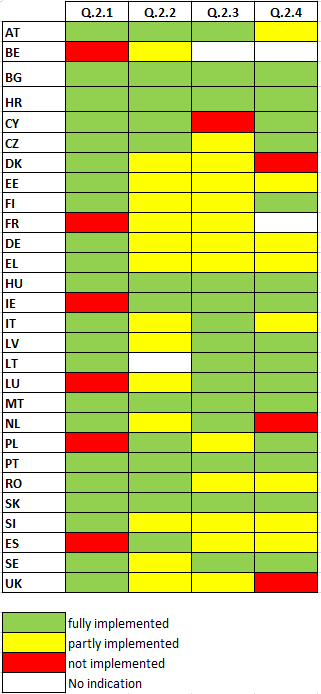 Q.2.1 Q.2.2 Q.2.3 Q.2.4
AT
BE
BG
HR
CY
CZ
DK
EE
FI
FR
DE
EL
HU
IE
IT
LV
LT
LU
MT
NL
PL
PT
RO
SK
SI
ES
SE
UK
fully implemented
partly implemented
not implemented
No indication